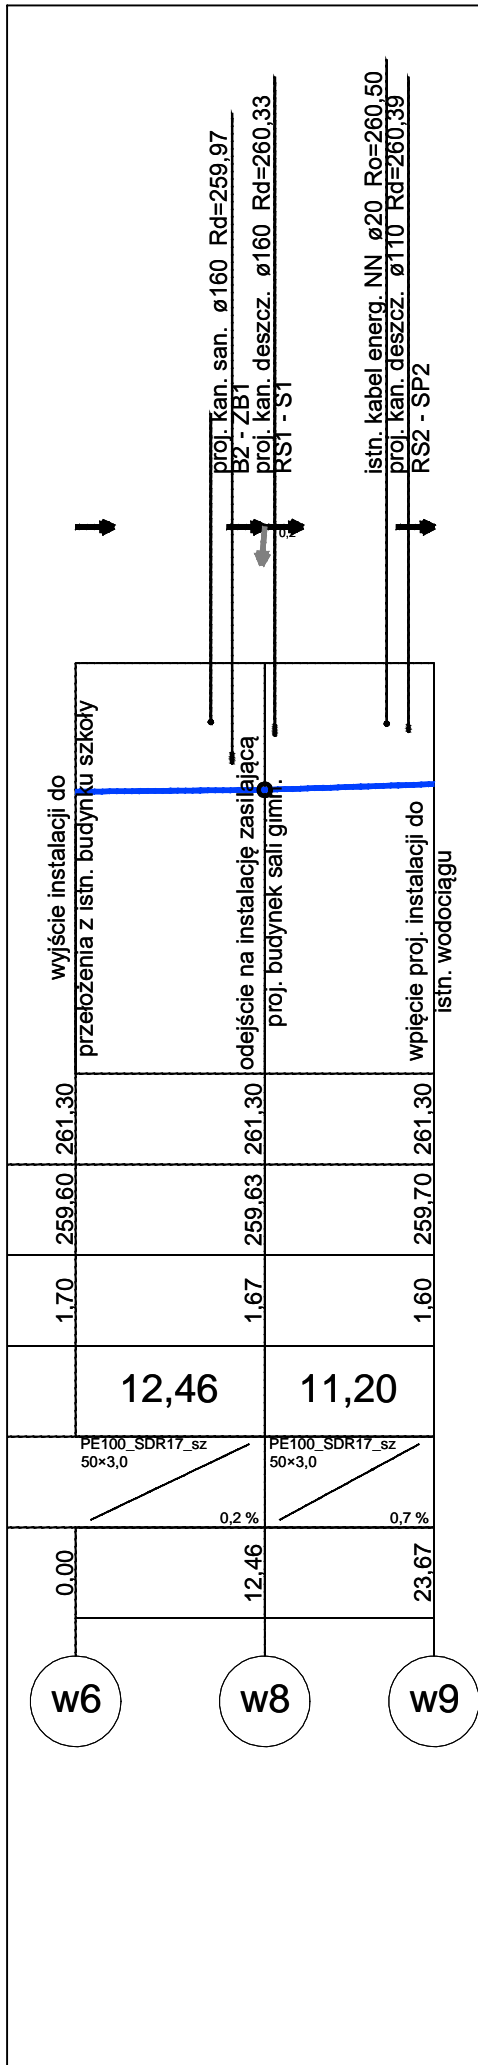 proj. kan. san. ø160 Rd=259,97
B2 - ZB1
proj. kan. deszcz. ø160 Rd=260,33
RS1 - S1
istn. kabel energ. NN ø20 Ro=260,50
proj. kan. deszcz. ø110 Rd=260,39
RS2 - SP2
0,2
wyjście instalacji do
przełożenia z istn. budynku szkoły
odejście na instalację zasilającą
proj. budynek sali gimn.
wpięcie proj. instalacji do
istn. wodociągu
261,30 261,30 261,30
259,60 259,63 259,70
1,70 1,67 1,60
12,46 11,20
PE100_SDR17_sz PE100_SDR17_sz
50×3,0 50×3,0
0,2 % 0,7 %
0,00 12,46 23,67
w6 w8 w9